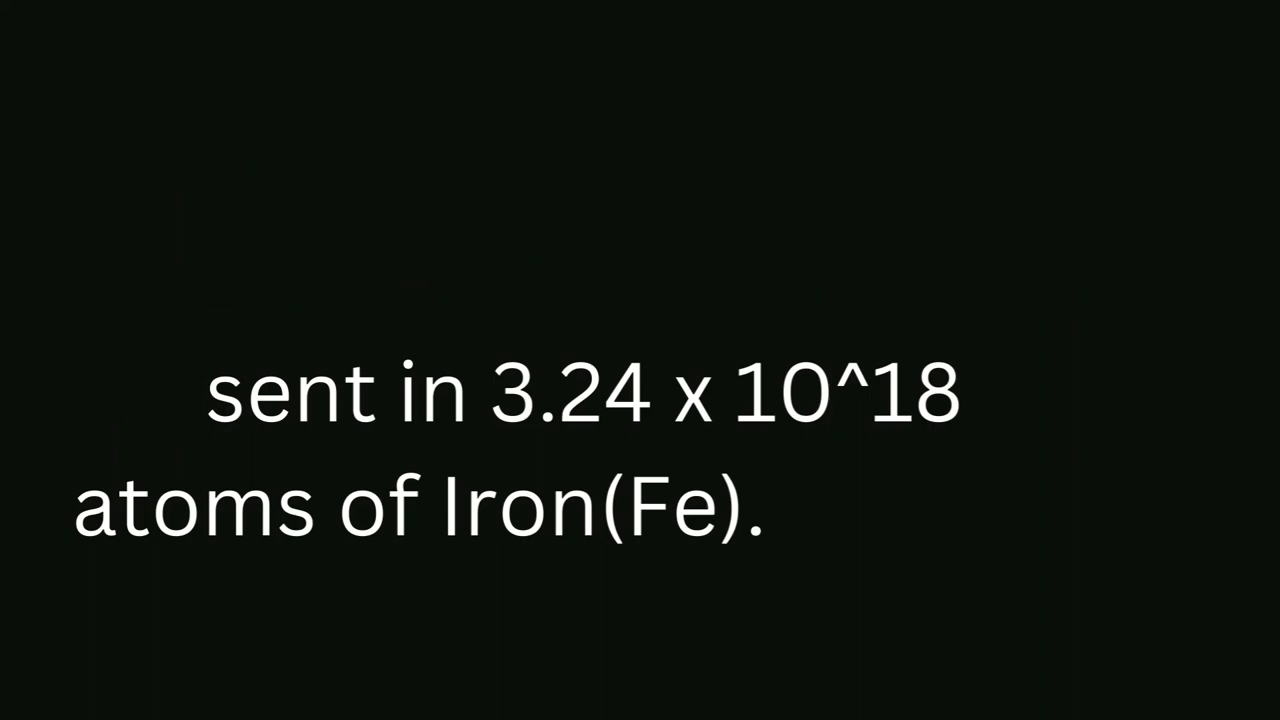 sent in 3.24 x 10^18
atoms of Iron(Fe).